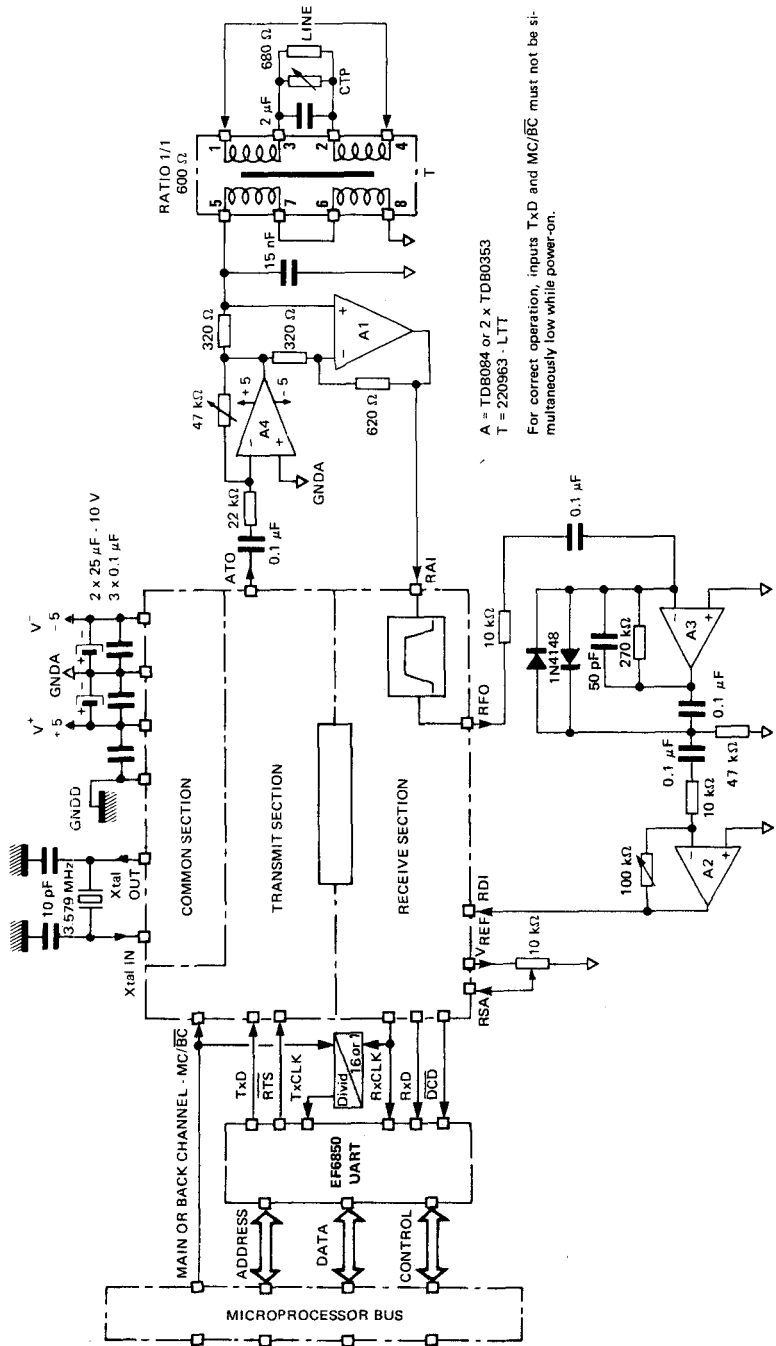 MICROPROCESSOR BUS
MAIN OR BACK CHANNEL - MC/BC
ADDRESS
DATA
CONTROL
EF6850
UART
TxD
RTS
TxCLK
Divid
16 or 1
RxCLK
RxD
DCD
Xtal IN
10 pF
3.579 MHz
Xtal
OUT
GNDD
V+
+ 5
GNDA
V-
- 5
+
-
+
-
2 x 25 µF - 10 V
3 x 0.1 µF
COMMON SECTION
TRANSMIT SECTION
RECEIVE SECTION
ATO
0.1 µF
22 kΩ
47 kΩ
A4
-
+
+ 5
- 5
GNDA
320 Ω
320 Ω
620 Ω
A1
+
-
15 nF
RATIO 1/1
600 Ω
5
7
6
8
1
3
2
4
T
2 µF
CTP
680 Ω
LINE
RAI
RFO
10 kΩ
0.1 µF
1N4148
50 pF
270 kΩ
A3
-
+
0.1 µF
0.1 µF
47 kΩ
10 kΩ
A2
-
+
100 kΩ
RDI
VREF
RSA
10 kΩ
A = TDB084 or 2 x TDB0353
T = 220963 - LTT
For correct operation, inputs TxD and MC/BC must not be si-
multaneously low while power-on.